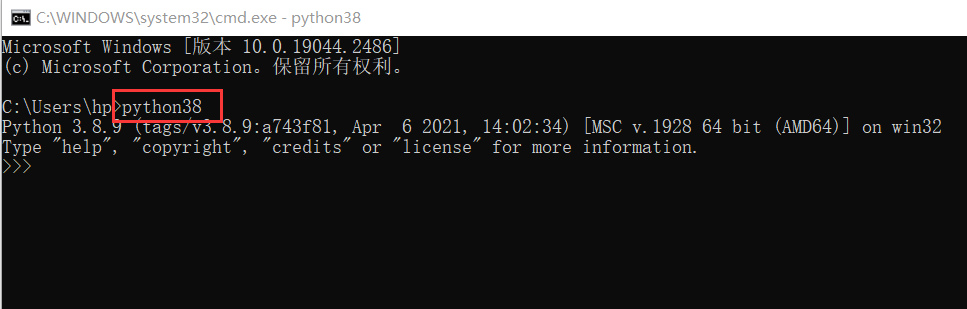 C:\WINDOWS\system32\cmd.exe - python38
Microsoft Windows [版本 10.0.19044.2486]
(c) Microsoft Corporation。保留所有权利。
C:\Users\hp>python38
Python 3.8.9 (tags/v3.8.9:a743f81, Apr  6 2021, 14:02:34) [MSC v.1928 64 bit (AMD64)] on win32
Type "help", "copyright", "credits" or "license" for more information.
>>>